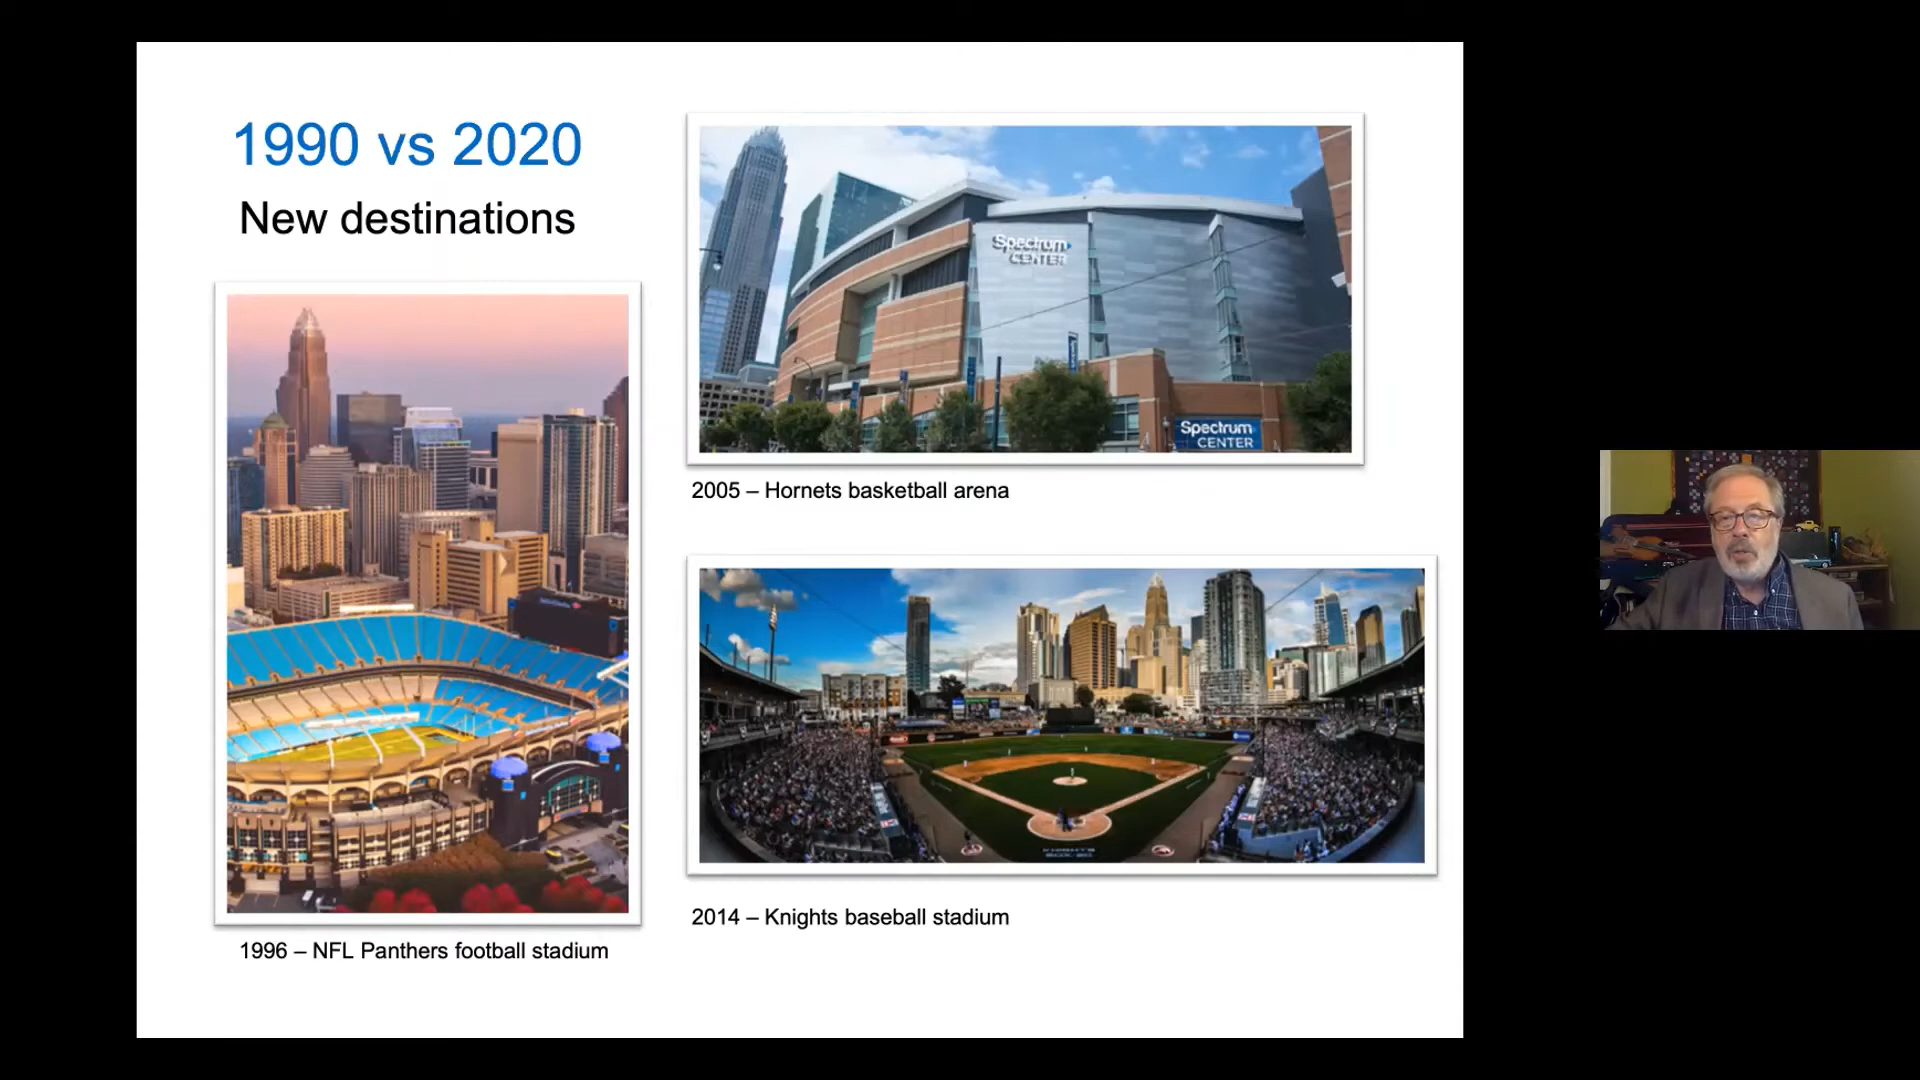 1990 vs 2020
New destinations
Spectrum
CENTER
Spectrum
CENTER
2005 – Hornets basketball arena
KNIGHTS
2014 – Knights baseball stadium
1996 – NFL Panthers football stadium